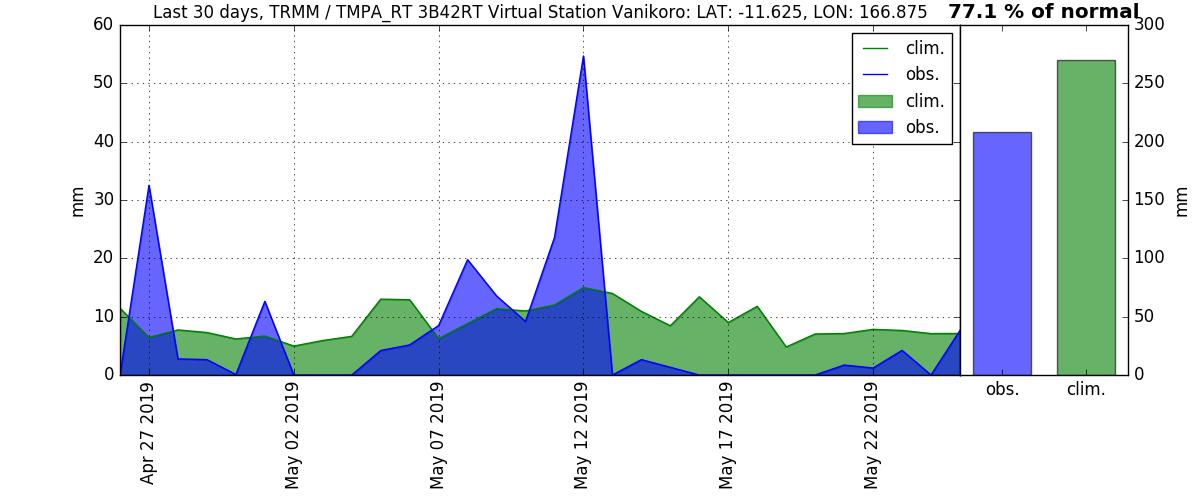 Last 30 days, TRMM / TMPA_RT 3B42RT Virtual Station Vanikoro: LAT: -11.625, LON: 166.875
77.1 % of normal
60
50
40
30
20
10
0
mm
clim.
obs.
clim.
obs.
Apr 27 2019
May 02 2019
May 07 2019
May 12 2019
May 17 2019
May 22 2019
300
250
200
150
100
50
0
mm
obs.
clim.